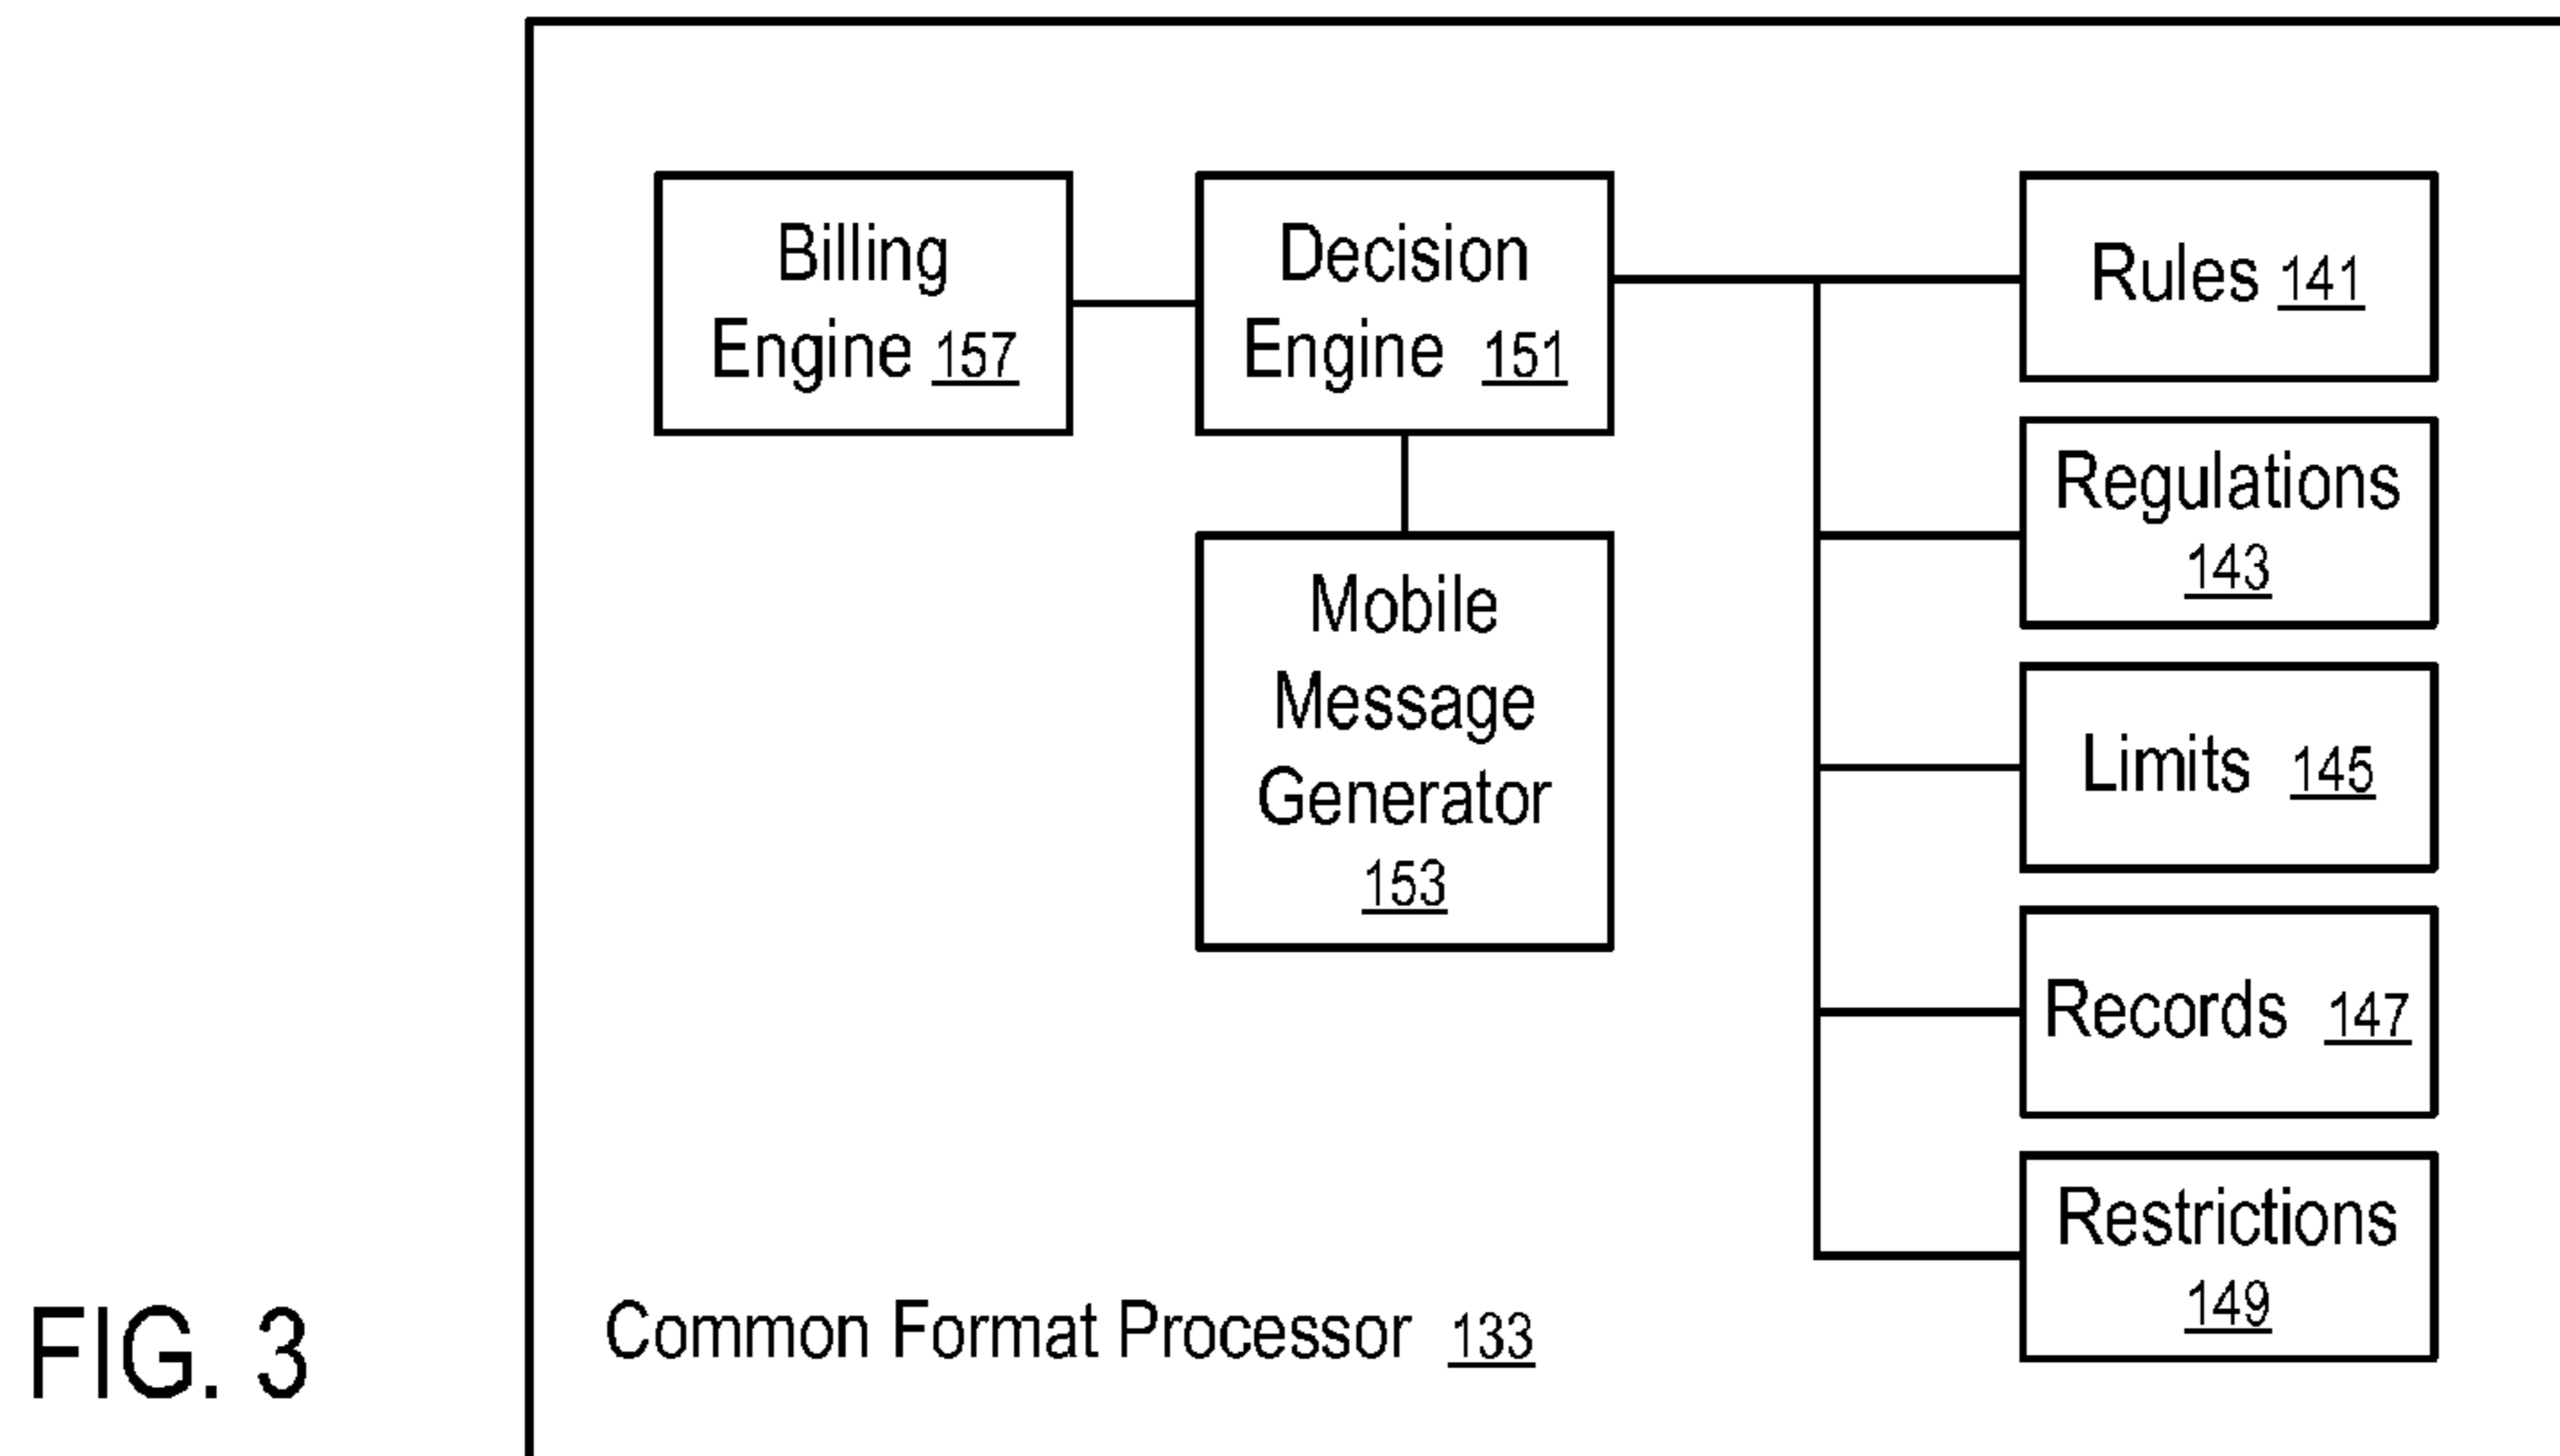 Billing
Engine 157
Decision
Engine 151
Mobile
Message
Generator
153
Rules 141
Regulations
143
Limits 145
Records 147
Restrictions
149
Common Format Processor 133
FIG. 3